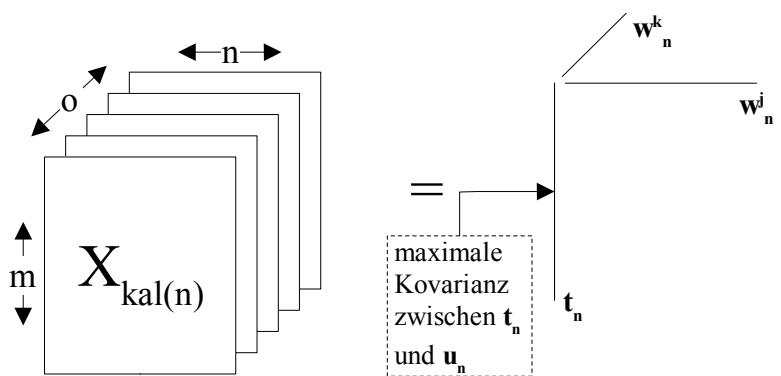 n
o
m
X_kal(n)
=
w^k_n
w^j_n
maximale
Kovarianz
zwischen t_n
und u_n
t_n